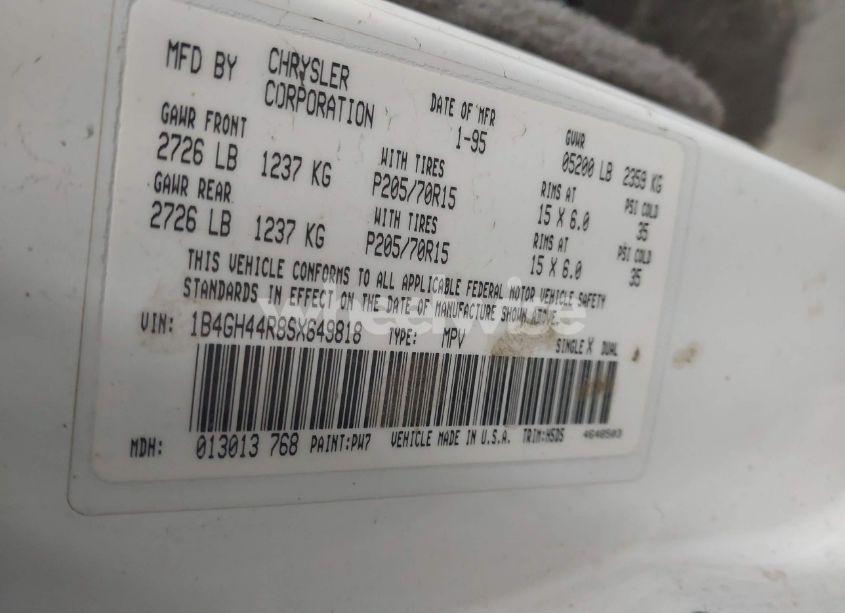 MFD BY CHRYSLER CORPORATION DATE OF MFR 1-95 GVWR 05200 LB 2359 KG
GAWR FRONT 2726 LB 1237 KG WITH TIRES P205/70R15 RIMS AT 15 X 6.0 PSI COLD 35
GAWR REAR 2726 LB 1237 KG WITH TIRES P205/70R15 RIMS AT 15 X 6.0 PSI COLD 35
THIS VEHICLE CONFORMS TO ALL APPLICABLE FEDERAL MOTOR VEHICLE SAFETY
STANDARDS IN EFFECT ON THE DATE OF MANUFACTURE SHOWN ABOVE.
VIN: 1B4GH44R8SX649818 TYPE: MPV SINGLE X DUAL
MDH: 013013 768 PAINT:PW7 VEHICLE MADE IN U.S.A. TRIM:HSD5 4648503
wheelwise